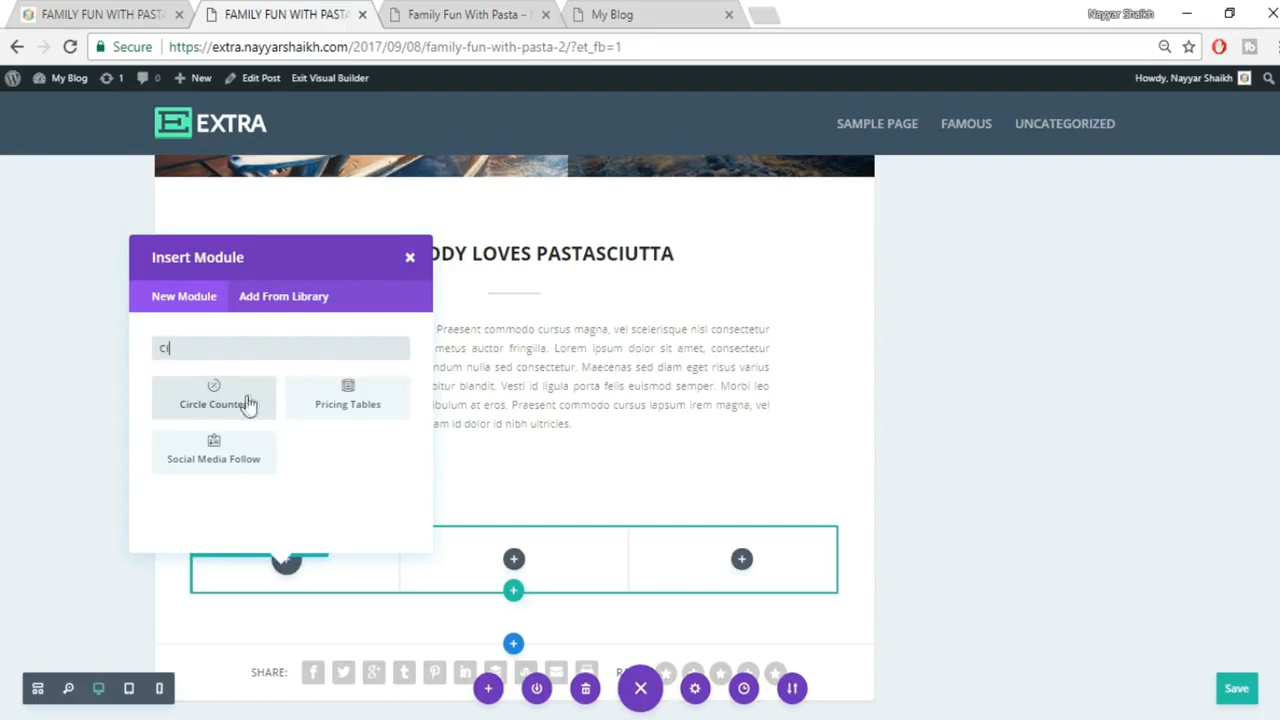 FAMILY FUN WITH PASTA
FAMILY FUN WITH PASTA
Family Fun With Pasta –
My Blog
Nayyar Shaikh
Secure
https://extra.nayyarshaikh.com/2017/09/08/family-fun-with-pasta-2/?et_fb=1
My Blog
1
0
New
Edit Post
Exit Visual Builder
Howdy, Nayyar Shaikh
EXTRA
SAMPLE PAGE
FAMOUS
UNCATEGORIZED
Insert Module
ODY LOVES PASTASCIUTTA
New Module
Add From Library
Praesent commodo cursus magna, vel scelerisque nisl consectetur
Ci
metus auctor fringilla. Lorem ipsum dolor sit amet, consectetur
ndum nulla sed consectetur. Maecenas sed diam eget risus varius
bitur blandit. Vesti id ligula porta felis euismod semper. Morbi leo
Circle Counter
Pricing Tables
ibulum at eros. Praesent commodo cursus lapsum irem magna, vel
am id dolor id nibh ultricies.
Social Media Follow
SHARE:
Save